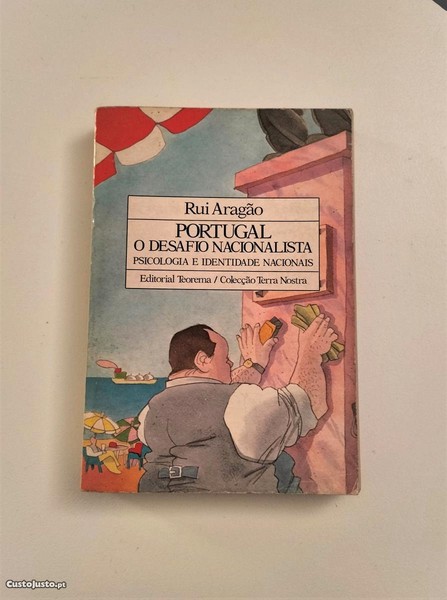 Rui Aragão
PORTUGAL
O DESAFIO NACIONALISTA
PSICOLOGIA E IDENTIDADE NACIONAIS
Editorial Teorema / Colecção Terra Nostra
CustoJusto.pt